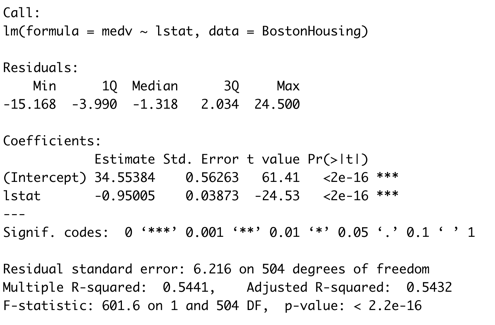 Call:
lm(formula = medv ~ lstat, data = BostonHousing)
Residuals:
Min 1Q Median 3Q Max
-15.168 -3.990 -1.318 2.034 24.500
Coefficients:
Estimate Std. Error t value Pr(>|t|)
(Intercept) 34.55384 0.56263 61.41 <2e-16 ***
lstat -0.95005 0.03873 -24.53 <2e-16 ***
---
Signif. codes: 0 ‘***’ 0.001 ‘**’ 0.01 ‘*’ 0.05 ‘.’ 0.1 ‘ ’ 1
Residual standard error: 6.216 on 504 degrees of freedom
Multiple R-squared: 0.5441, Adjusted R-squared: 0.5432
F-statistic: 601.6 on 1 and 504 DF, p-value: < 2.2e-16